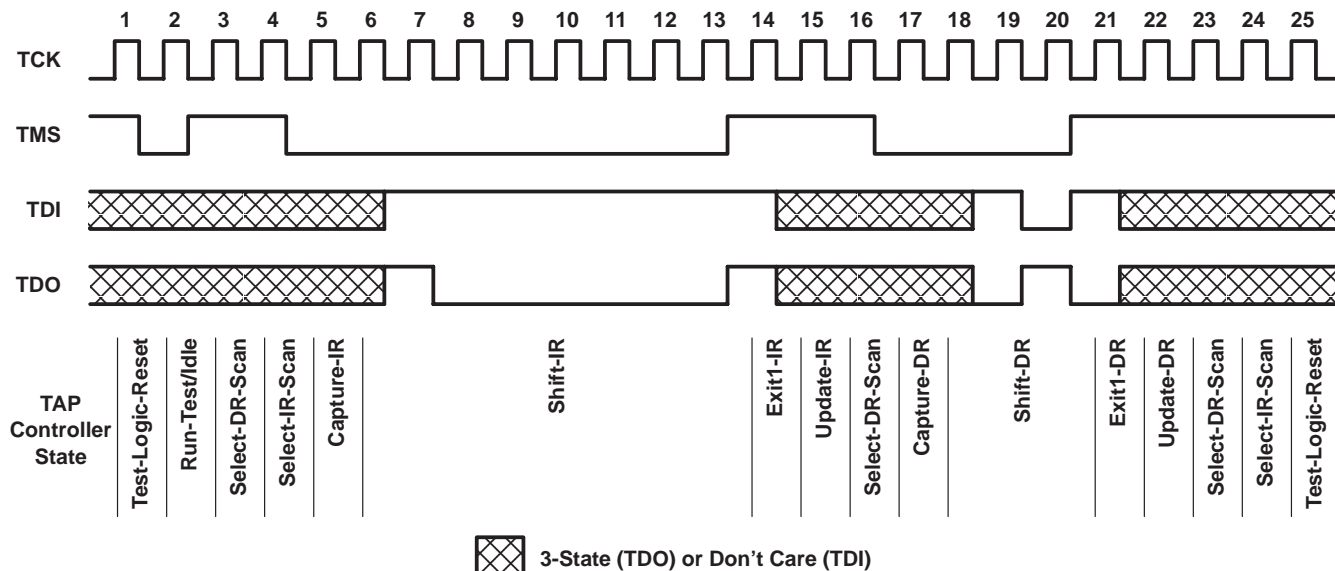 1 2 3 4 5 6 7 8 9 10 11 12 13 14 15 16 17 18 19 20 21 22 23 24 25
TCK
TMS
TDI
TDO
TAP
Controller
State
Test-Logic-Reset
Run-Test/Idle
Select-DR-Scan
Select-IR-Scan
Capture-IR
Shift-IR
Exit1-IR
Update-IR
Select-DR-Scan
Capture-DR
Shift-DR
Exit1-DR
Update-DR
Select-DR-Scan
Select-IR-Scan
Test-Logic-Reset
3-State (TDO) or Don't Care (TDI)